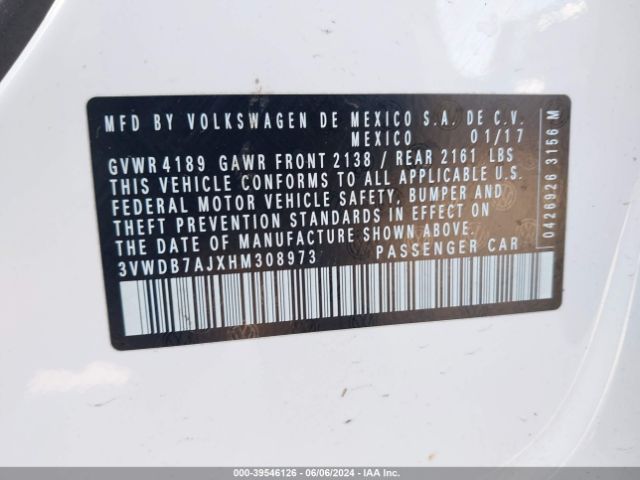 MFD BY VOLKSWAGEN DE MEXICO S.A. DE C.V.
MEXICO 01/17
GVWR 4189 GAWR FRONT 2138 / REAR 2161 LBS
THIS VEHICLE CONFORMS TO ALL APPLICABLE U.S.
FEDERAL MOTOR VEHICLE SAFETY, BUMPER AND
THEFT PREVENTION STANDARDS IN EFFECT ON
THE DATE OF MANUFACTURE SHOWN ABOVE.
3VWDB7AJXHM308973 PASSENGER CAR
0426926 3156 M
000-39546126 - 06/06/2024 - IAAI.com